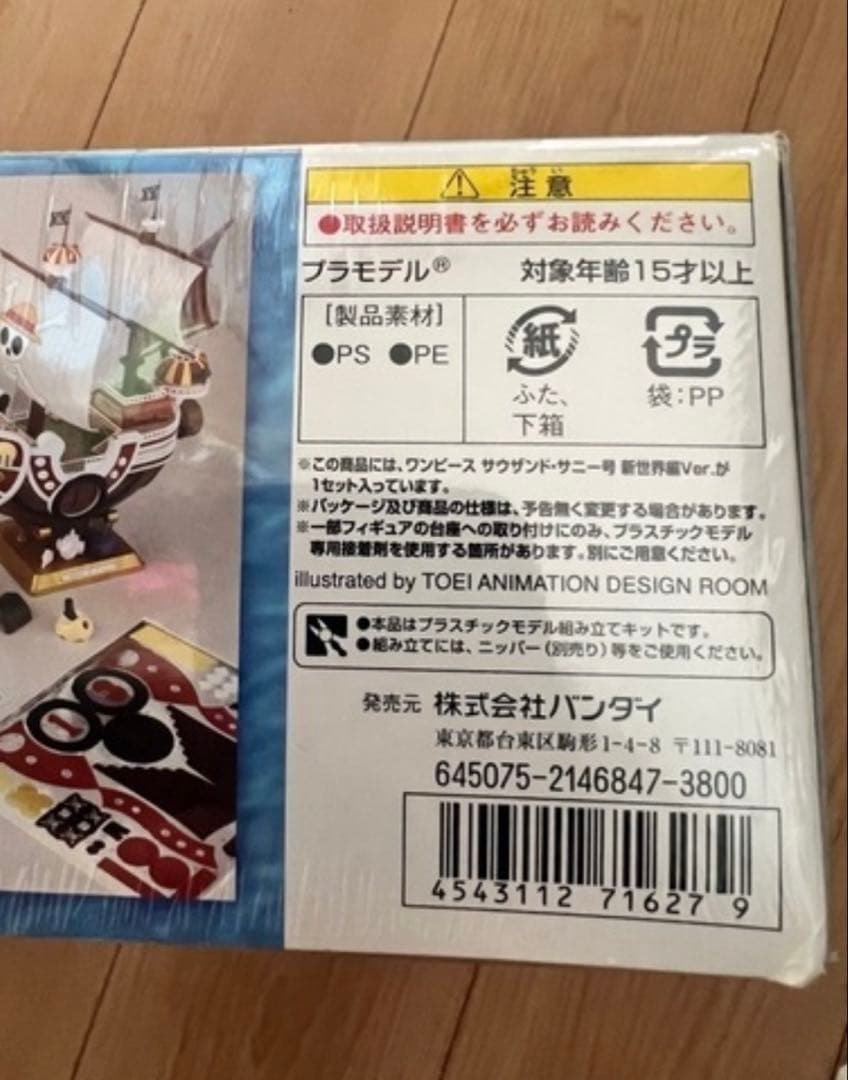 注意
●取扱説明書を必ずお読みください。
プラモデル® 対象年齢15才以上
[製品素材]
●PS ●PE
紙
ふた、
下箱
プラ
袋:PP
※この商品には、ワンピース サウザンド・サニー号 新世界編Ver.が
1セット入っています。
※パッケージ及び商品の仕様は、予告無く変更する場合があります。
※一部フィギュアの台座への取り付けにのみ、プラスチックモデル
専用接着剤を使用する箇所があります。別にご用意ください。
illustrated by TOEI ANIMATION DESIGN ROOM
●本品はプラスチックモデル組み立てキットです。
●組み立てには、ニッパー(別売り)等をご使用ください。
発売元 株式会社バンダイ
東京都台東区駒形1-4-8 〒111-8081
645075-2146847-3800
4543112 71627 9